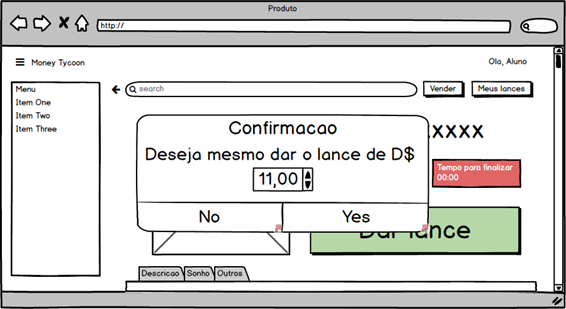 Produto
http://
Money Tycoon
Ola, Aluno
Menu
Item One
Item Two
Item Three
search
Vender
Meus lances
xxxxx
Confirmacao
Deseja mesmo dar o lance de D$
11,00
No
Yes
Tempo para finalizar
00:00
Dar lance
Descricao
Sonho
Outros